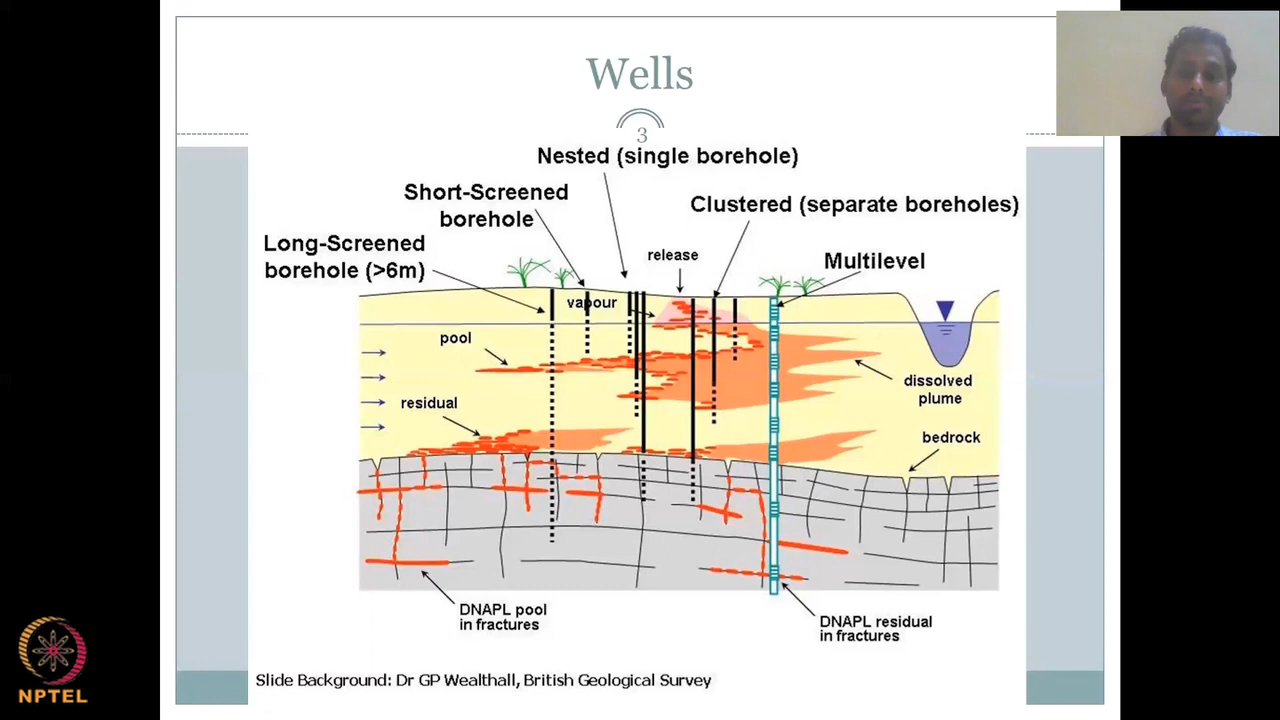 Wells
3
Nested (single borehole)
Short-Screened
borehole
Clustered (separate boreholes)
Long-Screened
borehole (>6m)
release
Multilevel
vapour
pool
dissolved
plume
residual
bedrock
DNAPL pool
in fractures
DNAPL residual
in fractures
Slide Background: Dr GP Wealthall, British Geological Survey
NPTEL